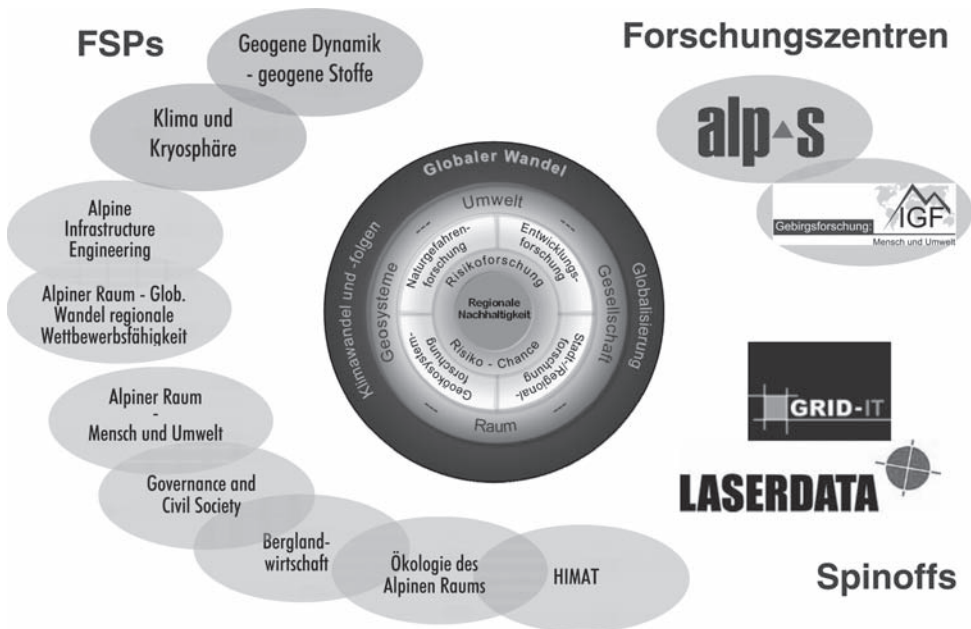 FSPs
Geogene Dynamik
- geogene Stoffe
Klima und
Kryosphäre
Alpine
Infrastructure
Engineering
Alpiner Raum - Glob.
Wandel regionale
Wettbewerbsfähigkeit
Alpiner Raum
-
Mensch und Umwelt
Governance and
Civil Society
Bergland-
wirtschaft
Ökologie des
Alpinen Raums
HIMAT
Globaler Wandel
Klimawandel und -folgen
Globalisierung
Umwelt
Geosysteme
Gesellschaft
Raum
Naturgefahren-
forschung
Entwicklungs-
forschung
Geoökosystem-
forschung
Stadt-/Regional-
forschung
Risikoforschung
Risiko - Chance
Regionale
Nachhaltigkeit
Forschungszentren
alp▲s
Gebirgsforschung:
IGF
Mensch und Umwelt
GRID-IT
LASERDATA
Spinoffs